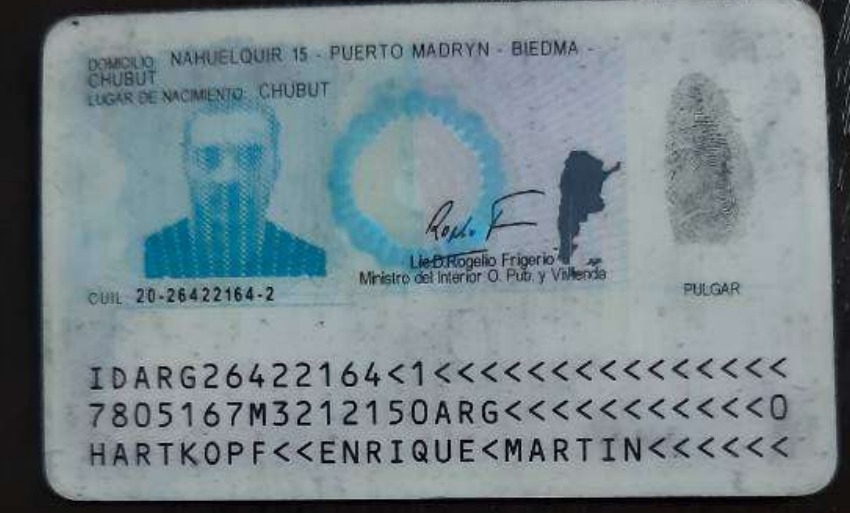 DOMICILIO: NAHUELQUIR 15 - PUERTO MADRYN - BIEDMA -
CHUBUT
LUGAR DE NACIMIENTO: CHUBUT
Lic D.Rogelio Frigerio
Ministro del Interior O. Pub. y Vivienda
CUIL: 20-26422164-2
PULGAR
IDARG26422164<1<<<<<<<<<<<<<<<
7805167M3212150ARG<<<<<<<<<<<0
HARTKOPF<<ENRIQUE<MARTIN<<<<<<